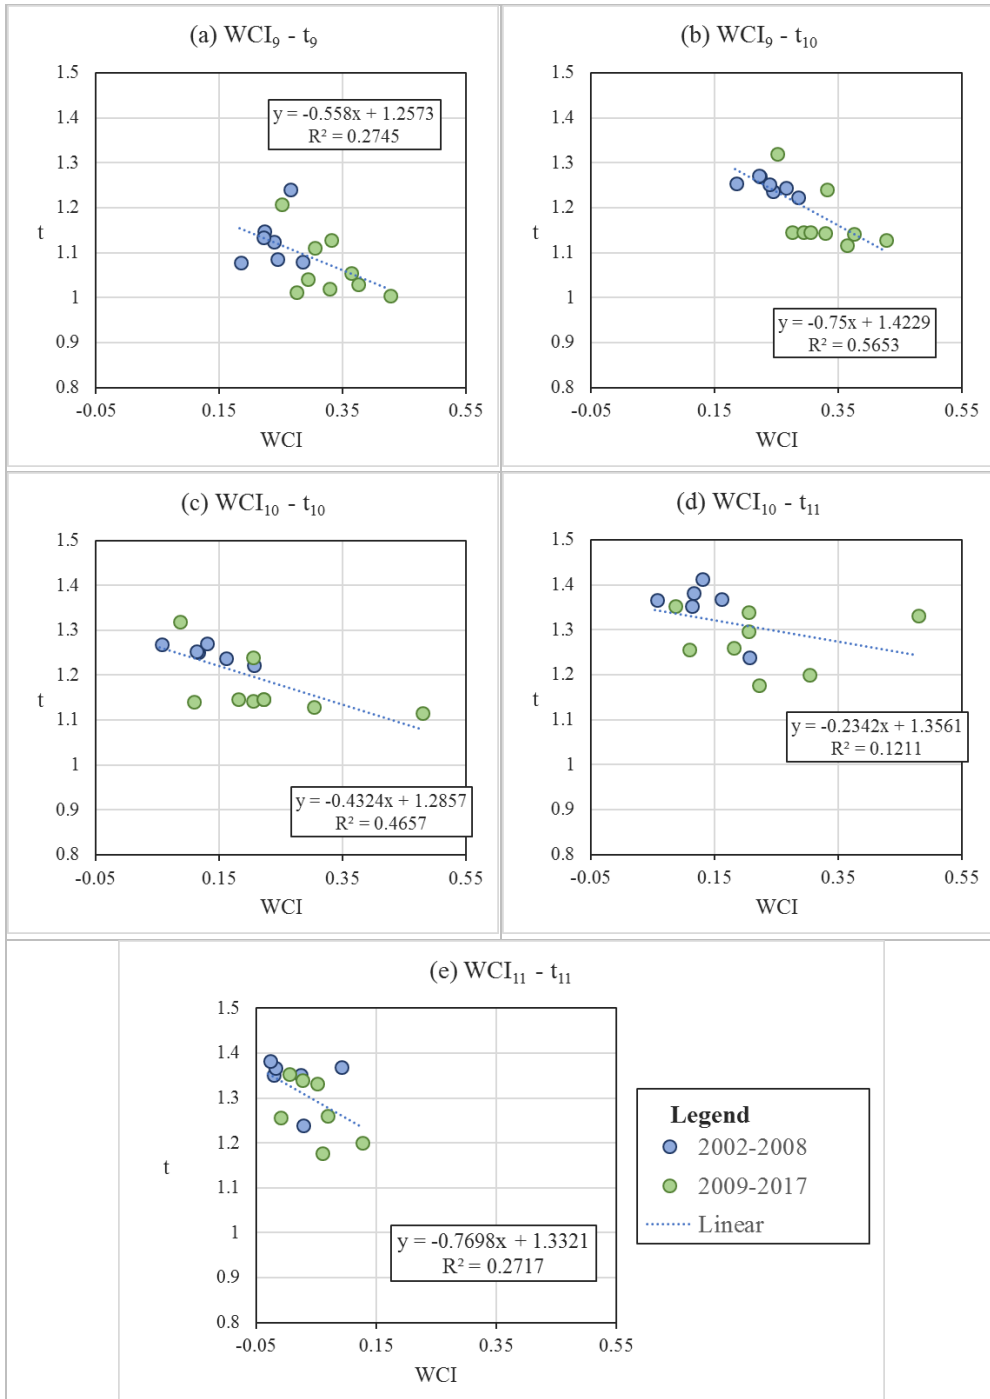 (a) WCI₉ - t₉
1.5
1.4
1.3
1.2
1.1
1
0.9
0.8
t
y = -0.558x + 1.2573
R² = 0.2745
-0.05 0.15 0.35 0.55
WCI
(b) WCI₉ - t₁₀
1.5
1.4
1.3
1.2
1.1
1
0.9
0.8
t
y = -0.75x + 1.4229
R² = 0.5653
-0.05 0.15 0.35 0.55
WCI
(c) WCI₁₀ - t₁₀
1.5
1.4
1.3
1.2
1.1
1
0.9
0.8
t
y = -0.4324x + 1.2857
R² = 0.4657
-0.05 0.15 0.35 0.55
WCI
(d) WCI₁₀ - t₁₁
1.5
1.4
1.3
1.2
1.1
1
0.9
0.8
t
y = -0.2342x + 1.3561
R² = 0.1211
-0.05 0.15 0.35 0.55
WCI
(e) WCI₁₁ - t₁₁
1.5
1.4
1.3
1.2
1.1
1
0.9
0.8
t
y = -0.7698x + 1.3321
R² = 0.2717
-0.05 0.15 0.35 0.55
WCI
Legend
2002-2008
2009-2017
Linear